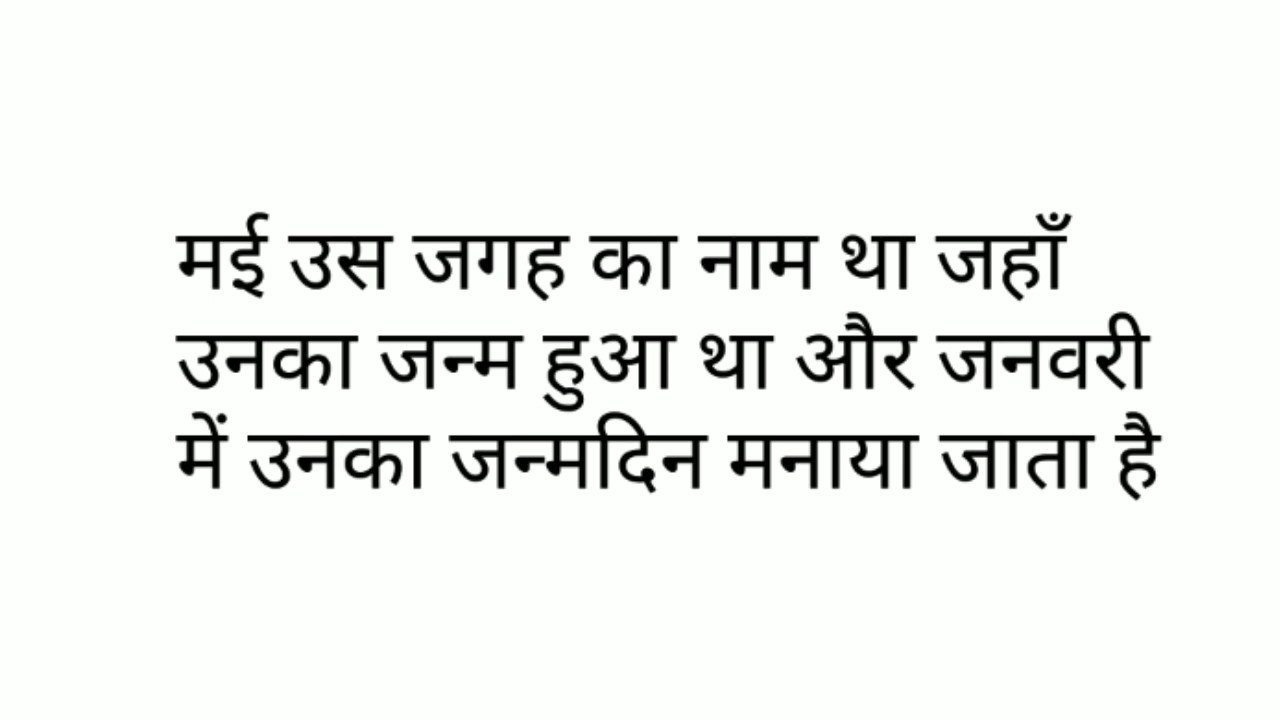 मई उस जगह का नाम था जहाँ
उनका जन्म हुआ था और जनवरी
में उनका जन्मदिन मनाया जाता है